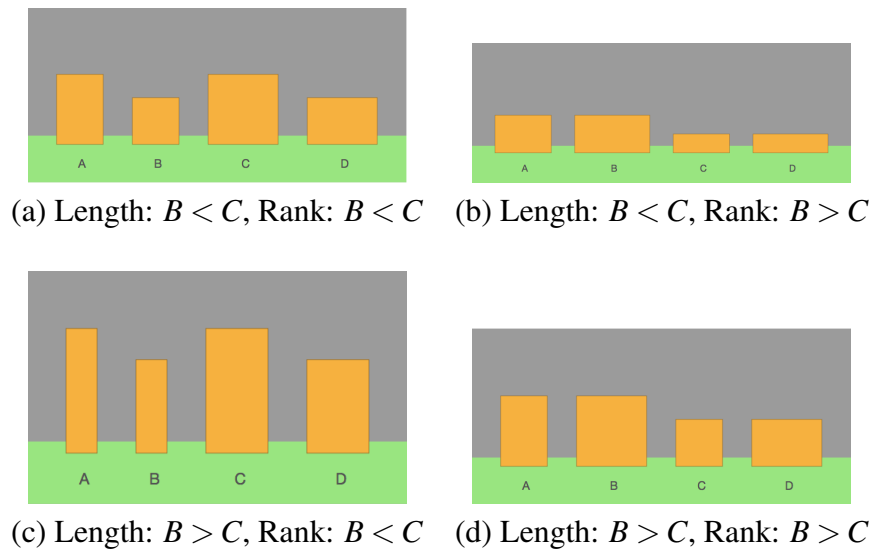 A B C D
A B C D
(a) Length: B < C, Rank: B < C
(b) Length: B < C, Rank: B > C
A B C D
A B C D
(c) Length: B > C, Rank: B < C
(d) Length: B > C, Rank: B > C